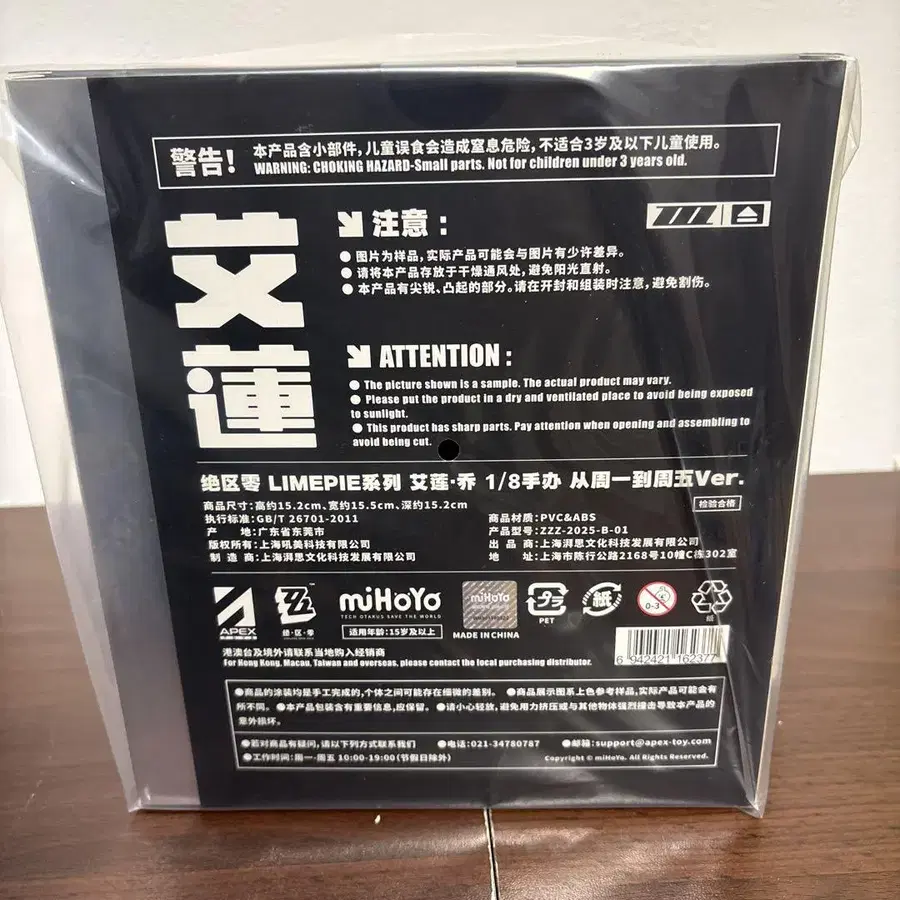 警告!
本产品含小部件,儿童误食会造成窒息危险,不适合3岁及以下儿童使用。
WARNING: CHOKING HAZARD-Small parts. Not for children under 3 years old.
艾蓮
ZZZ
注意:
● 图片为样品,实际产品可能会与图片有少许差异。
● 请将本产品存放于干燥通风处,避免阳光直射。
● 本产品有尖锐、凸起的部分。请在开封和组装时注意,避免割伤。
ATTENTION:
● The picture shown is a sample. The actual product may vary.
● Please put the product in a dry and ventilated place to avoid being exposed
to sunlight.
● This product has sharp parts. Pay attention when opening and assembling to
avoid being cut.
绝区零 LIMEPIE系列 艾莲·乔 1/8手办 从周一到周五Ver.
商品尺寸:高约15.2cm、宽约15.5cm、深约15.2cm
检验合格
执行标准:GB/T 26701-2011
商品材质:PVC&ABS
产 地:广东省东莞市
产品型号:ZZZ-2025-B-01
版权所有:上海吼美科技有限公司
出 品 商:上海湃思文化科技发展有限公司
制 造 商:上海湃思文化科技发展有限公司
地 址:上海市陈行公路2168号10幢C栋302室
APEX
绝·区·零
miHoYo
TECH OTAKUS SAVE THE WORLD
适用年龄:15岁及以上
miHoYo
MADE IN CHINA
プラ
PET
紙
0-3
纸
港澳台及境外请联系当地购入经销商
For Hong Kong, Macau, Taiwan and overseas, please contact the local purchasing distributor.
6 942421 162377
●商品的涂装均是手工完成的,个体之间可能存在细微的差别。 ●商品展示图系上色参考样品,实际产品可能会有
所不同。 ●本产品包装含有重要信息,应保留。 ●请小心轻放,避免用力挤压或与其他物体强烈撞击导致本产品的
意外损坏。
●若对商品有疑问,请以下列方式联系我们 ●电话:021-34780787 ●邮箱:support@apex-toy.com
●工作时间:周一-周五 10:00-19:00(节假日除外)
Copyright © miHoYo. All Rights Reserved.